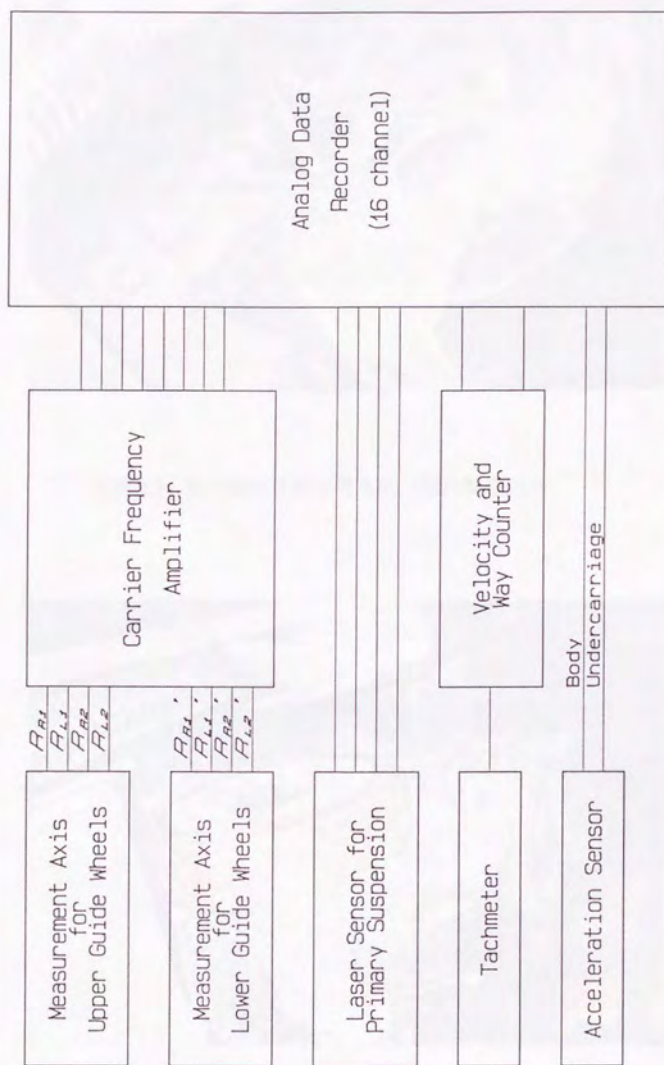 Measurement Axis
for
Upper Guide Wheels
Measurement Axis
for
Lower Guide Wheels
Laser Sensor for
Primary Suspension
Tachmeter
Acceleration Sensor
R_R1
R_L1
R_R2
R_L2
R_R1'
R_L1'
R_R2'
R_L2'
Carrier Frequency
Amplifier
Velocity and
Way Counter
Body
Undercarriage
Analog Data
Recorder
(16 channel)